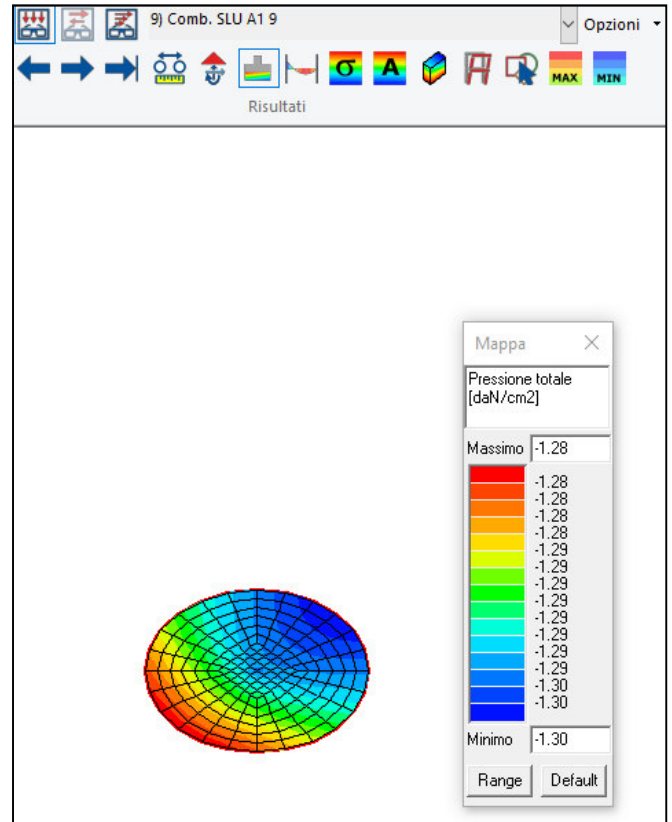 9) Comb. SLU A1 9
Opzioni
σ
A
MAX
MIN
Risultati
Mappa
Pressione totale
[daN/cm2]
Massimo -1.28
-1.28
-1.28
-1.28
-1.28
-1.29
-1.29
-1.29
-1.29
-1.29
-1.29
-1.29
-1.29
-1.30
-1.30
Minimo -1.30
Range Default